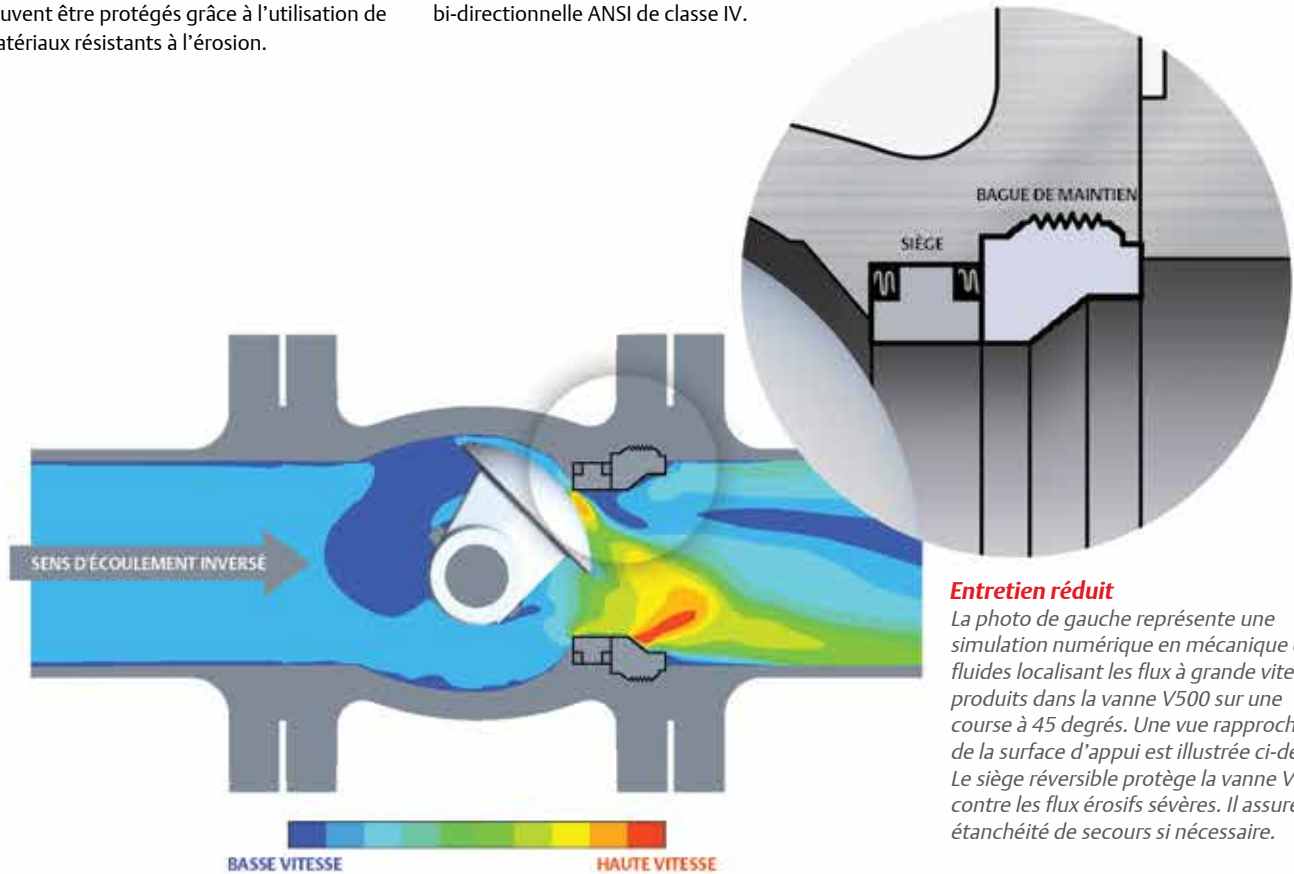 uvent être protégés grâce à l'utilisation de
atériaux résistants à l'érosion.
bi-directionnelle ANSI de classe IV.
BAGUE DE MAINTIEN
SIÈGE
SENS D'ÉCOULEMENT INVERSÉ
BASSE VITESSE
HAUTE VITESSE
Entretien réduit
La photo de gauche représente une
simulation numérique en mécanique
fluides localisant les flux à grande vite
produits dans la vanne V500 sur une
course à 45 degrés. Une vue rapproch
de la surface d'appui est illustrée ci-de
Le siège réversible protège la vanne V
contre les flux érosifs sévères. Il assure
étanchéité de secours si nécessaire.